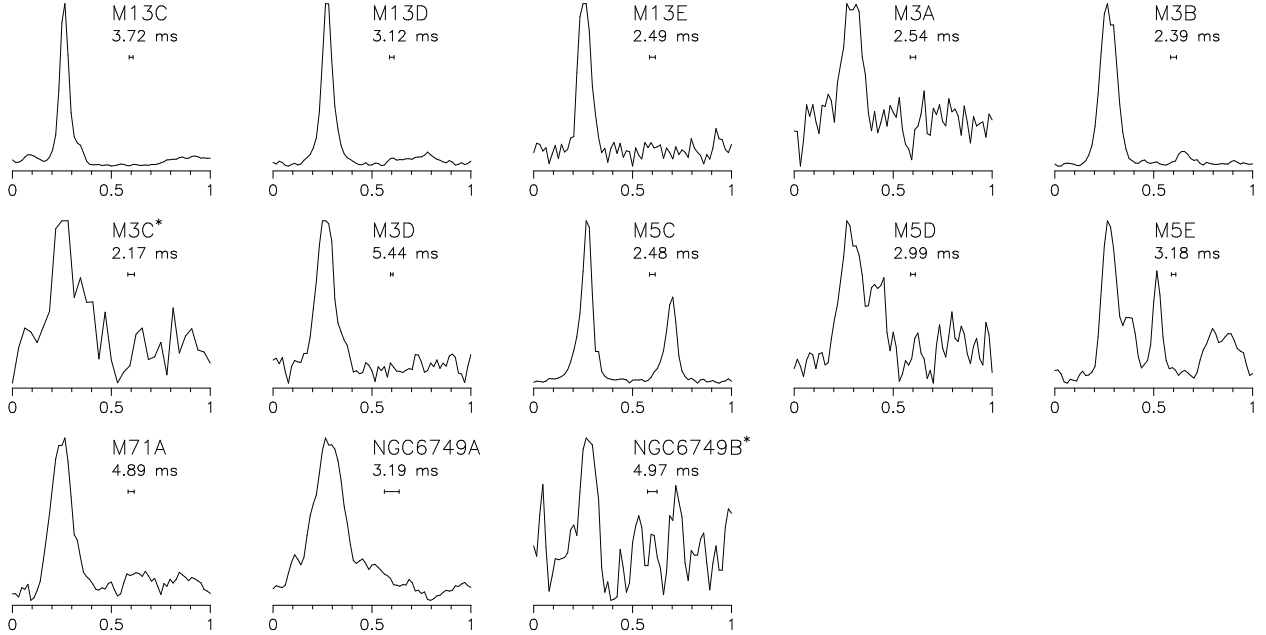 M13C M13D M13E M3A M3B
3.72 ms 3.12 ms 2.49 ms 2.54 ms 2.39 ms
0 0.5 1 0 0.5 1 0 0.5 1 0 0.5 1 0 0.5 1
M3C* M3D M5C M5D M5E
2.17 ms 5.44 ms 2.48 ms 2.99 ms 3.18 ms
0 0.5 1 0 0.5 1 0 0.5 1 0 0.5 1 0 0.5 1
M71A NGC6749A NGC6749B*
4.89 ms 3.19 ms 4.97 ms
0 0.5 1 0 0.5 1 0 0.5 1